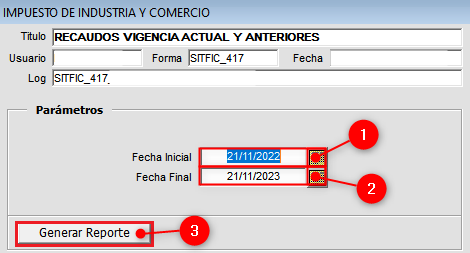 IMPUESTO DE INDUSTRIA Y COMERCIO
Titulo RECAUDOS VIGENCIA ACTUAL Y ANTERIORES
Usuario Forma SITFIC_417 Fecha
Log SITFIC_417
Parámetros
Fecha Inicial 21/11/2022 1
Fecha Final 21/11/2023 2
Generar Reporte 3